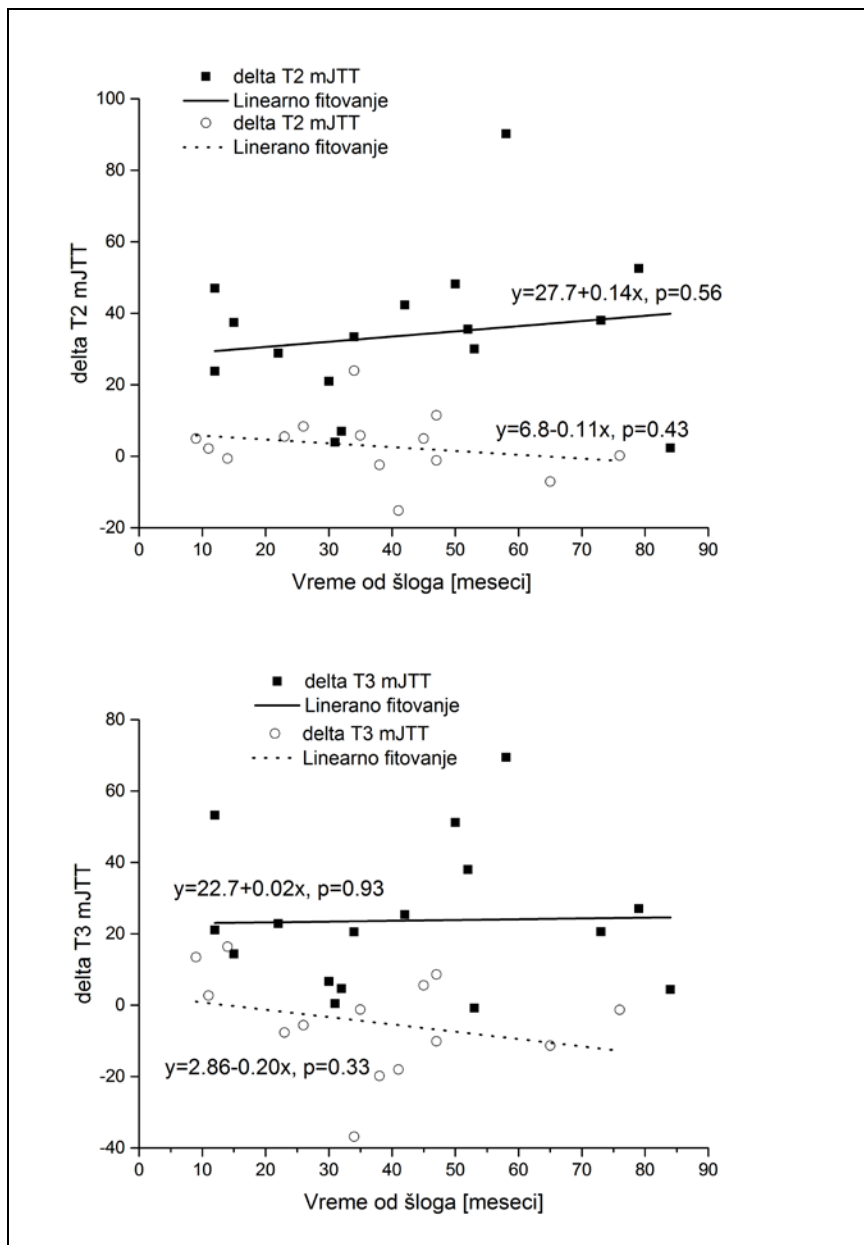 delta T2 mJTT
Linearno fitovanje
delta T2 mJTT
Linerano fitovanje
100
80
60
40
20
0
-20
delta T2 mJTT
y=27.7+0.14x, p=0.56
y=6.8-0.11x, p=0.43
0 10 20 30 40 50 60 70 80 90
Vreme od šloga [meseci]
delta T3 mJTT
Linerano fitovanje
delta T3 mJTT
Linearno fitovanje
80
60
40
20
0
-20
-40
delta T3 mJTT
y=22.7+0.02x, p=0.93
y=2.86-0.20x, p=0.33
0 10 20 30 40 50 60 70 80 90
Vreme od šloga [meseci]